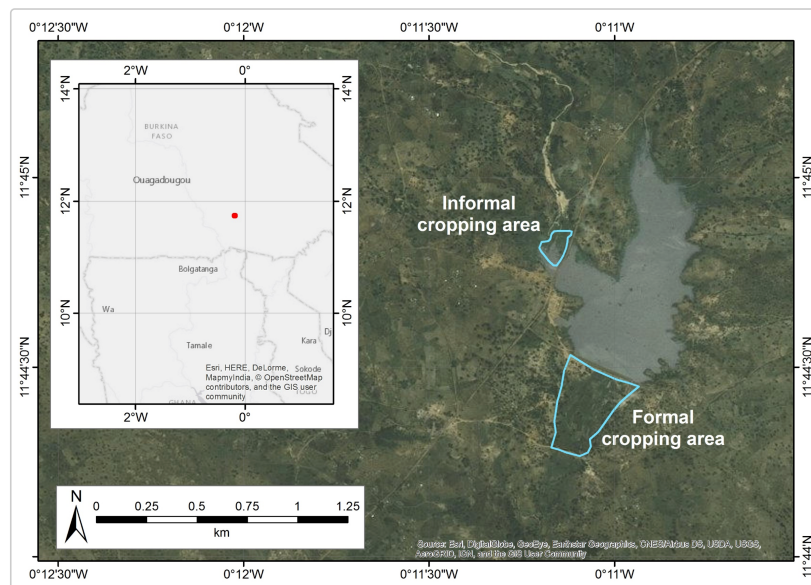 0°12'30"W
0°12'W
0°11'30"W
0°11'W
2°W
0°
14°N
14°N
BURKINA
FASO
Ouagadougou
12°N
12°N
Bolgatanga
Wa
10°N
10°N
Tamale
Kara
Dj
Sokode
TOGO
GHANA
Esri, HERE, DeLorme,
MapmyIndia, © OpenStreetMap
contributors, and the GIS user
community
2°W
0°
11°45'N
11°45'N
Informal
cropping area
11°44'30"N
11°44'30"N
Formal
cropping area
N
0 0.25 0.5 0.75 1 1.25
km
Source: Esri, DigitalGlobe, GeoEye, Earthstar Geographics, CNES/Airbus DS, USDA, USGS,
AeroGRID, IGN, and the GIS User Community
11°44'N
11°44'N
0°12'30"W
0°12'W
0°11'30"W
0°11'W